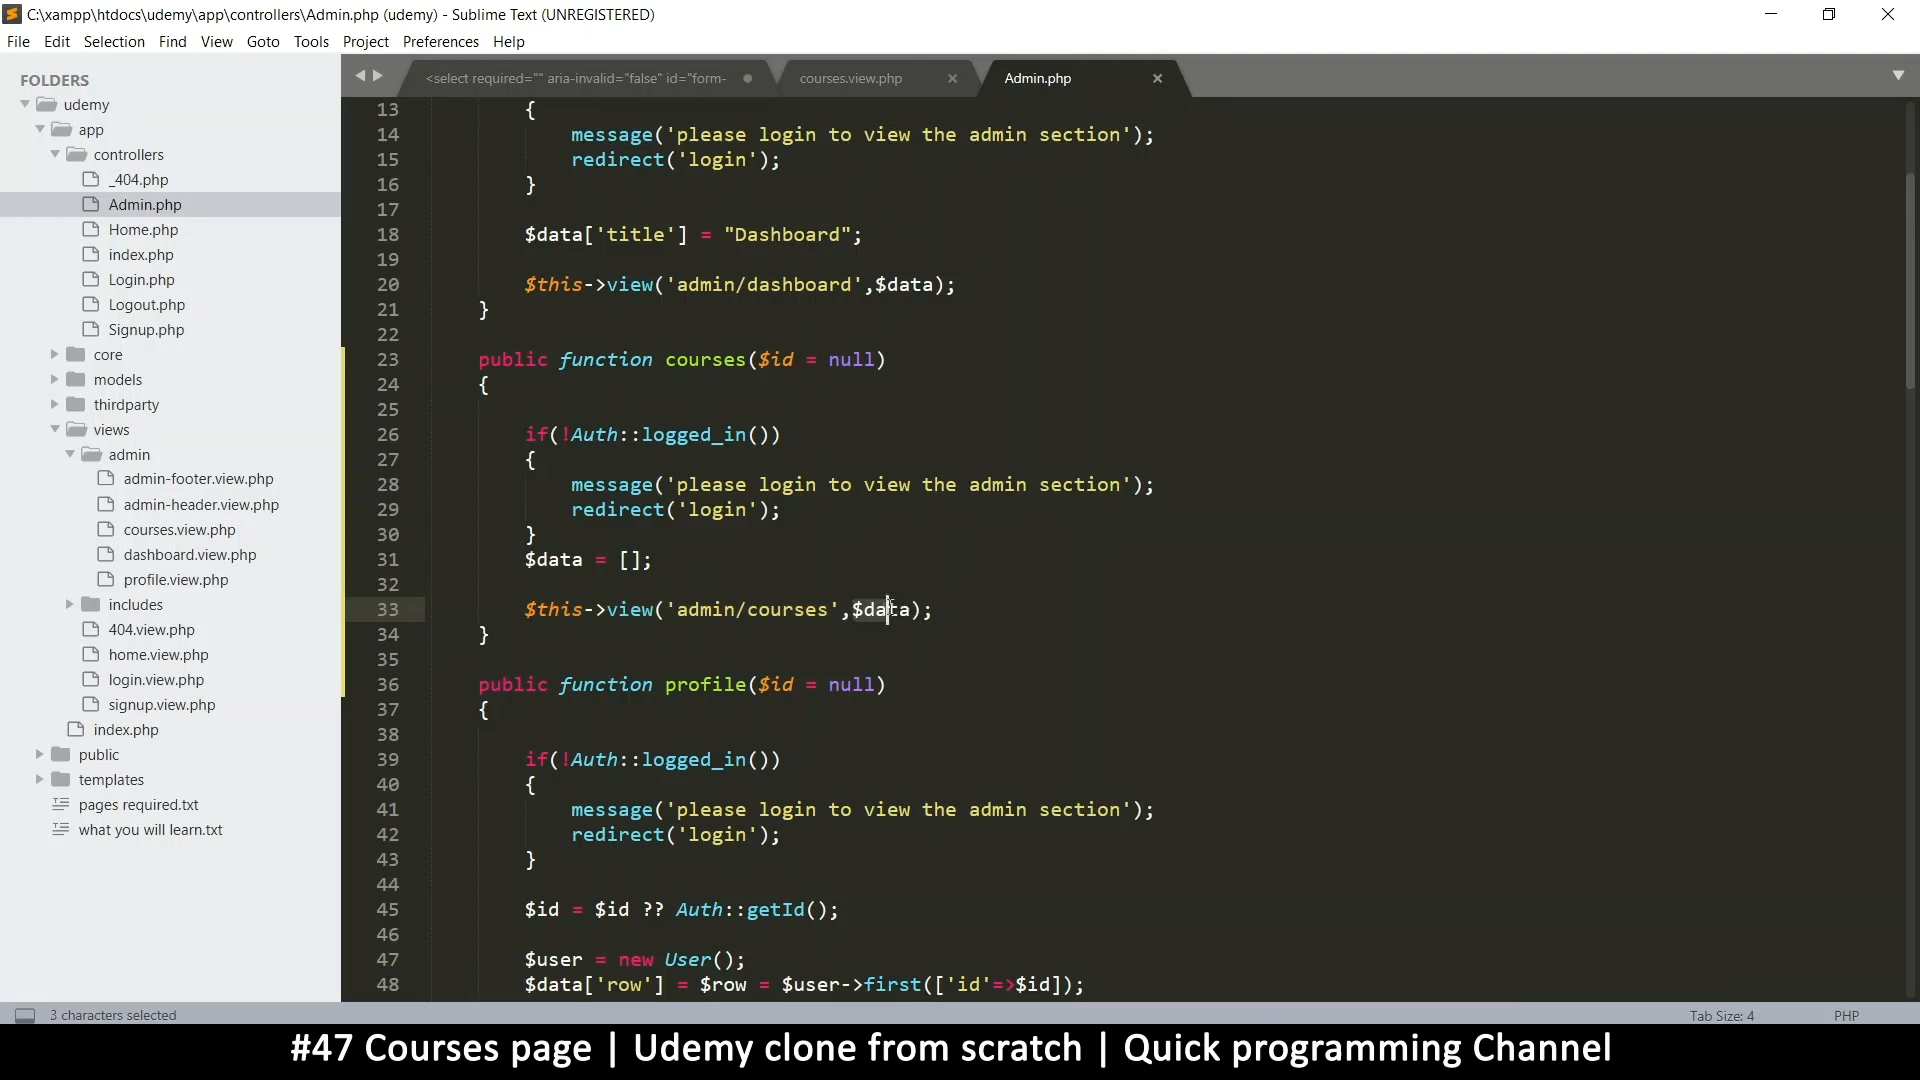 C:\xampp\htdocs\udemy\app\controllers\Admin.php (udemy) - Sublime Text (UNREGISTERED)
File Edit Selection Find View Goto Tools Project Preferences Help
FOLDERS
udemy
app
controllers
_404.php
Admin.php
Home.php
index.php
Login.php
Logout.php
Signup.php
core
models
thirdparty
views
admin
admin-footer.view.php
admin-header.view.php
courses.view.php
dashboard.view.php
profile.view.php
includes
404.view.php
home.view.php
login.view.php
signup.view.php
index.php
public
templates
pages required.txt
what you will learn.txt
<select required="" aria-invalid="false" id="form- courses.view.php Admin.php
13 {
14 message('please login to view the admin section');
15 redirect('login');
16 }
17
18 $data['title'] = "Dashboard";
19
20 $this->view('admin/dashboard',$data);
21 }
22
23 public function courses($id = null)
24 {
25
26 if(!Auth::logged_in())
27 {
28 message('please login to view the admin section');
29 redirect('login');
30 }
31 $data = [];
32
33 $this->view('admin/courses',$data);
34 }
35
36 public function profile($id = null)
37 {
38
39 if(!Auth::logged_in())
40 {
41 message('please login to view the admin section');
42 redirect('login');
43 }
44
45 $id = $id ?? Auth::getId();
46
47 $user = new User();
48 $data['row'] = $row = $user->first(['id'=>$id]);
3 characters selected Tab Size: 4 PHP
#47 Courses page | Udemy clone from scratch | Quick programming Channel